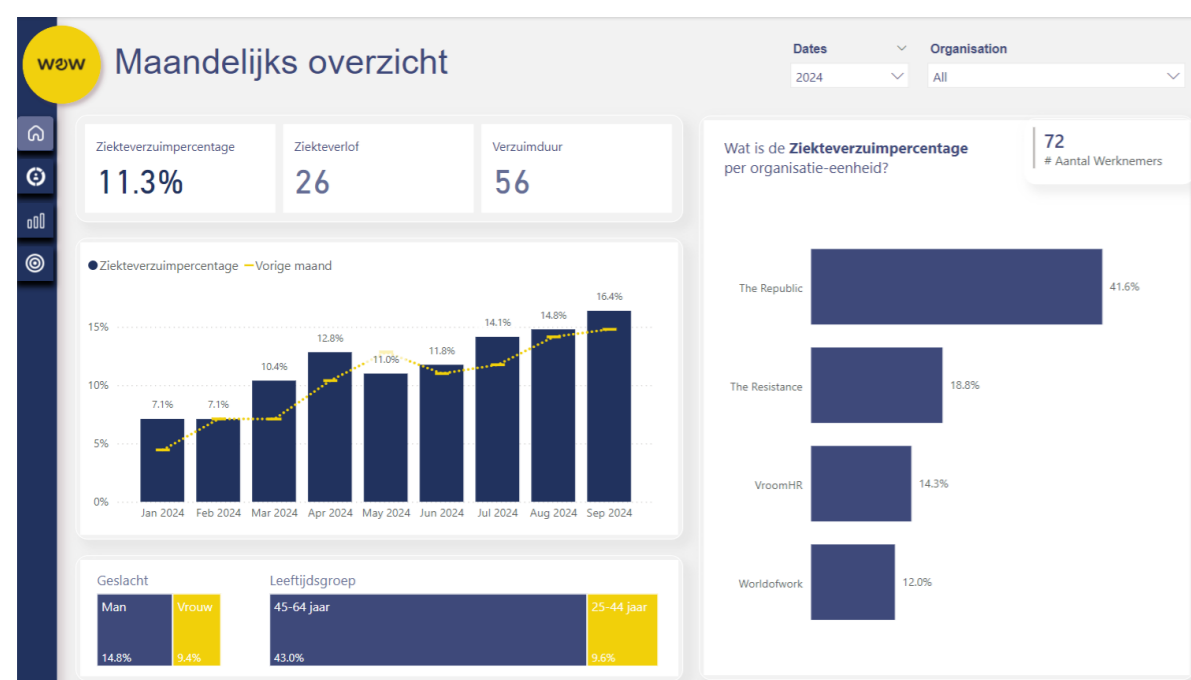 wow
Maandelijks overzicht
Dates
2024
Organisation
All
Ziekteverzuimpercentage
11.3%
Ziekteverlof
26
Verzuimduur
56
Ziekteverzuimpercentage
Vorige maand
15%
10%
5%
0%
7.1%
7.1%
10.4%
12.8%
11.0%
11.8%
14.1%
14.8%
16.4%
Jan 2024
Feb 2024
Mar 2024
Apr 2024
May 2024
Jun 2024
Jul 2024
Aug 2024
Sep 2024
Geslacht
Man
14.8%
Vrouw
9.4%
Leeftijdsgroep
45-64 jaar
43.0%
25-44 jaar
9.6%
Wat is de Ziekteverzuimpercentage
per organisatie-eenheid?
72
# Aantal Werknemers
The Republic
41.6%
The Resistance
18.8%
VroomHR
14.3%
Worldofwork
12.0%